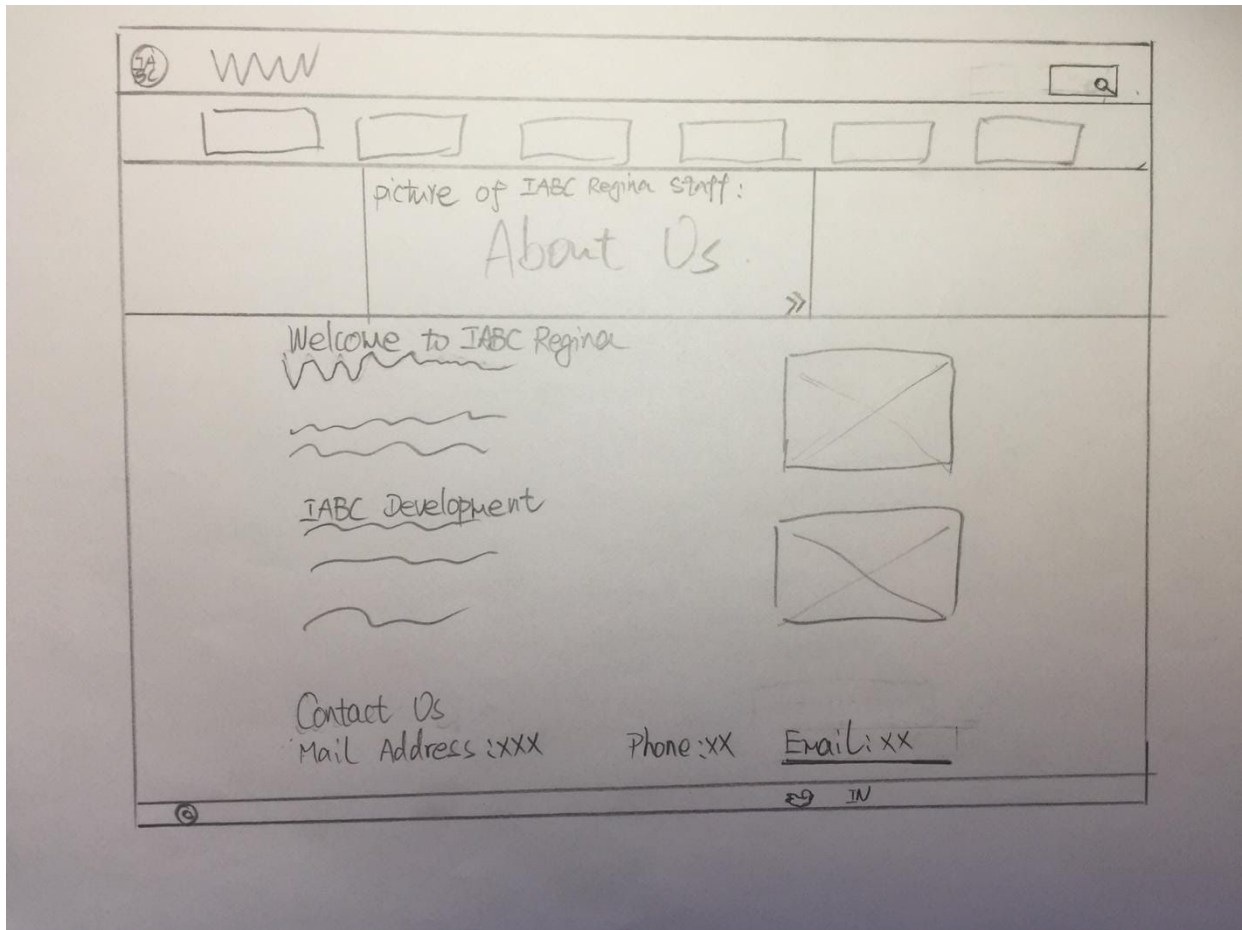 IA
BC
picture of IABC Regina staff:
About Us
»
Welcome to IABC Regina
IABC Development
Contact Us
Mail Address:xxx Phone:xx Email:xx
IN